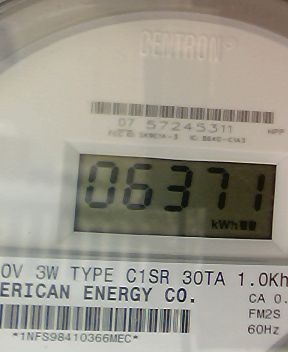 CENTRON®
07 57245311
06371
kWh
0V 3W TYPE C1SR 30TA 1.0Kh
ERICAN ENERGY CO.
CA 0.
FM2S
60Hz
*1NFS98410366MEC*